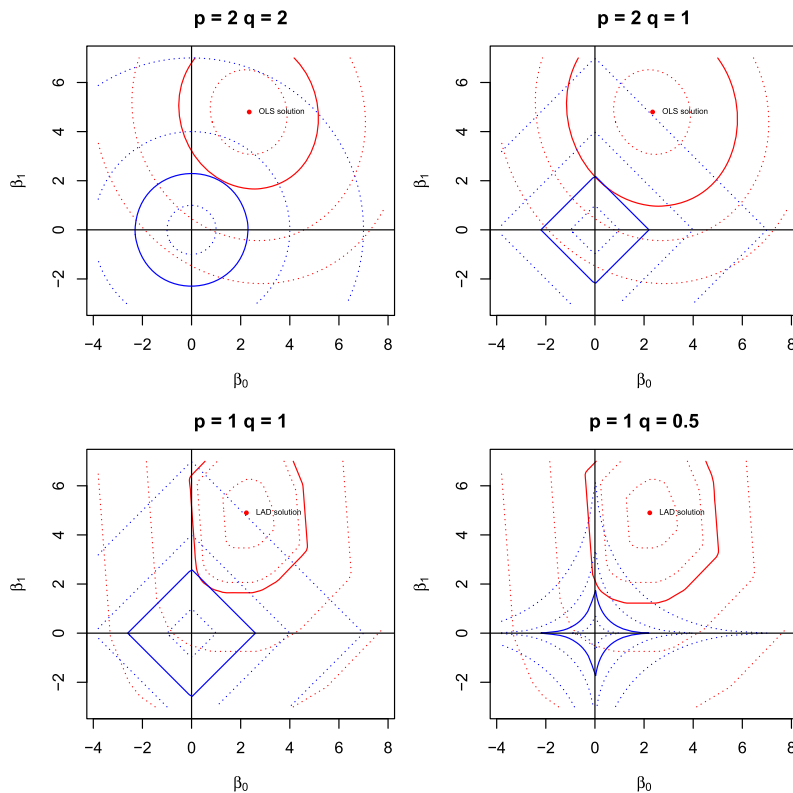 p = 2 q = 2
6
4
2
0
−2
β1
OLS solution
−4 −2 0 2 4 6 8
β0
p = 2 q = 1
6
4
2
0
−2
β1
OLS solution
−4 −2 0 2 4 6 8
β0
p = 1 q = 1
6
4
2
0
−2
β1
LAD solution
−4 −2 0 2 4 6 8
β0
p = 1 q = 0.5
6
4
2
0
−2
β1
LAD solution
−4 −2 0 2 4 6 8
β0